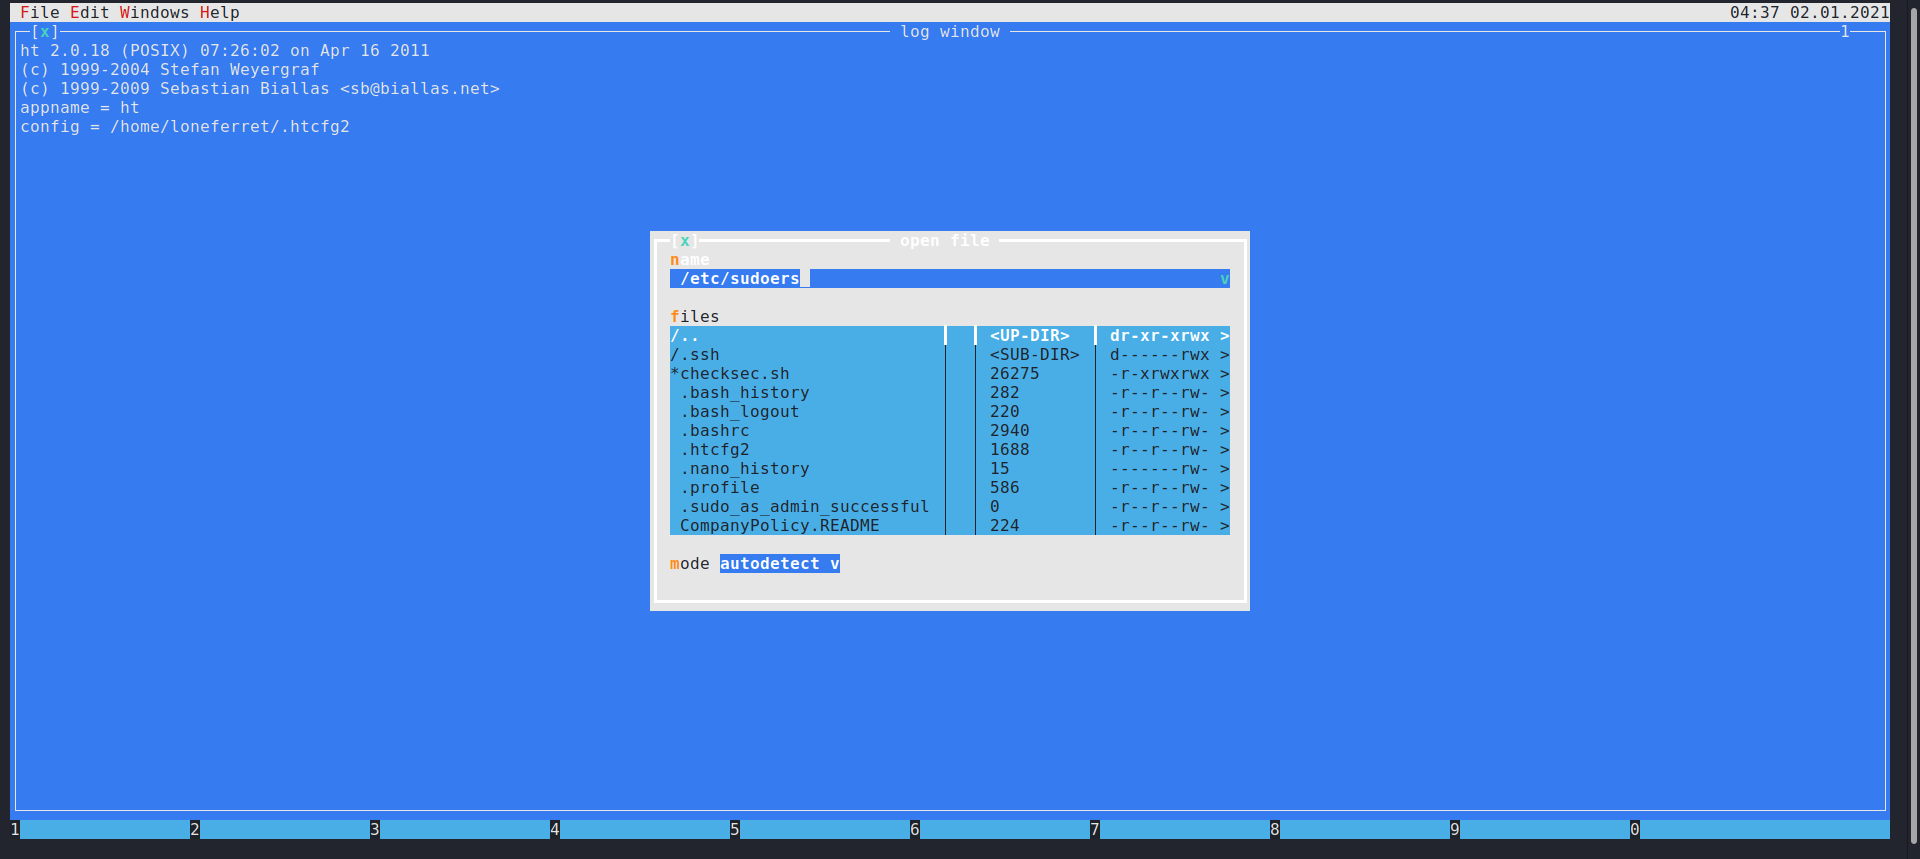 File Edit Windows Help 04:37 02.01.2021
[x] log window 1
ht 2.0.18 (POSIX) 07:26:02 on Apr 16 2011
(c) 1999-2004 Stefan Weyergraf
(c) 1999-2009 Sebastian Biallas <sb@biallas.net>
appname = ht
config = /home/loneferret/.htcfg2
[x] open file
name
/etc/sudoers v
files
/.. <UP-DIR> dr-xr-xrwx >
/.ssh <SUB-DIR> d------rwx >
*checksec.sh 26275 -r-xrwxrwx >
.bash_history 282 -r--r--rw- >
.bash_logout 220 -r--r--rw- >
.bashrc 2940 -r--r--rw- >
.htcfg2 1688 -r--r--rw- >
.nano_history 15 -------rw- >
.profile 586 -r--r--rw- >
.sudo_as_admin_successful 0 -r--r--rw- >
CompanyPolicy.README 224 -r--r--rw- >
mode autodetect v
1 2 3 4 5 6 7 8 9 0